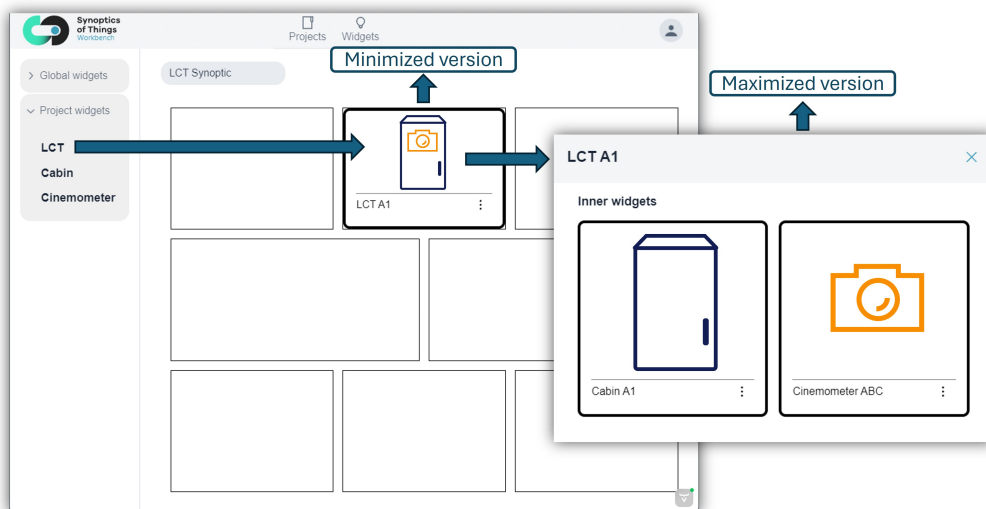 Synoptics
of Things
Workbench
Projects
Widgets
Minimized version
Maximized version
Global widgets
LCT Synoptic
Project widgets
LCT
Cabin
Cinemometer
LCT A1
LCT A1
Inner widgets
Cabin A1
Cinemometer ABC